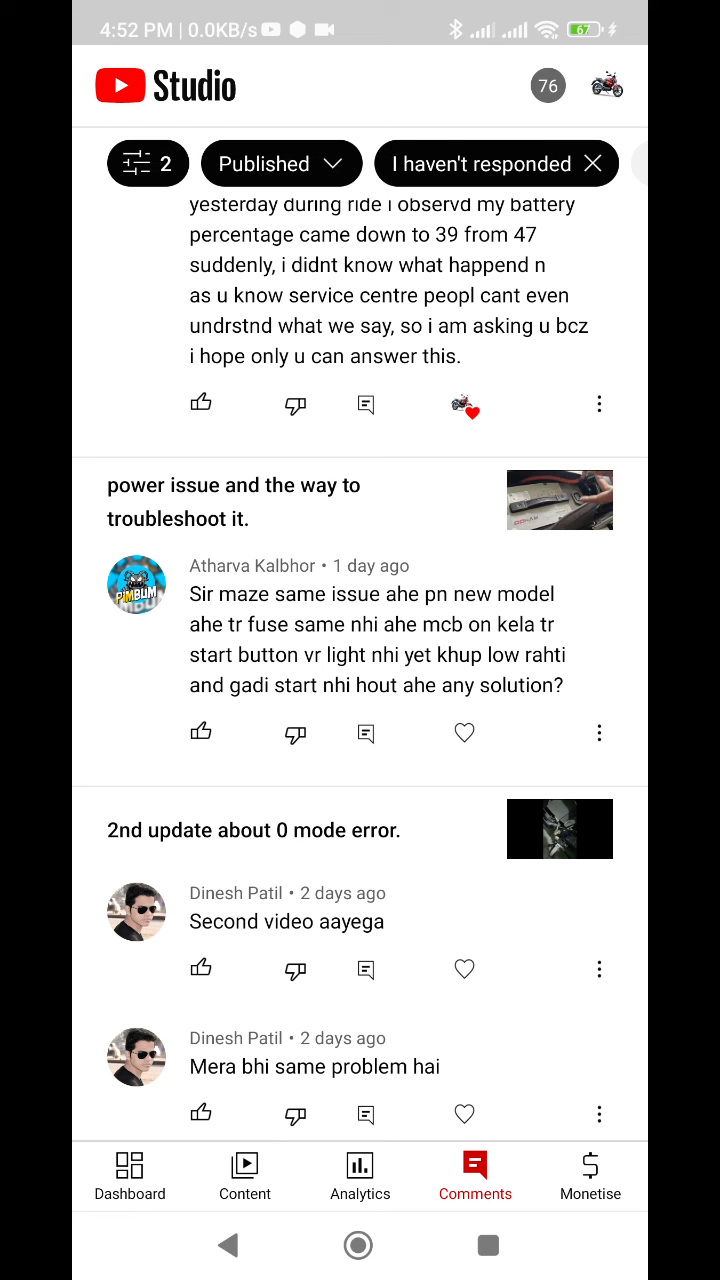 4:52 PM | 0.0KB/s
67
Studio
76
2
Published
I haven't responded
yesterday during ride i observd my battery
percentage came down to 39 from 47
suddenly, i didnt know what happend n
as u know service centre peopl cant even
undrstnd what we say, so i am asking u bcz
i hope only u can answer this.
power issue and the way to
troubleshoot it.
Atharva Kalbhor • 1 day ago
PiMBUM
Sir maze same issue ahe pn new model
ahe tr fuse same nhi ahe mcb on kela tr
start button vr light nhi yet khup low rahti
and gadi start nhi hout ahe any solution?
2nd update about 0 mode error.
Dinesh Patil • 2 days ago
Second video aayega
Dinesh Patil • 2 days ago
Mera bhi same problem hai
Dashboard
Content
Analytics
Comments
Monetise